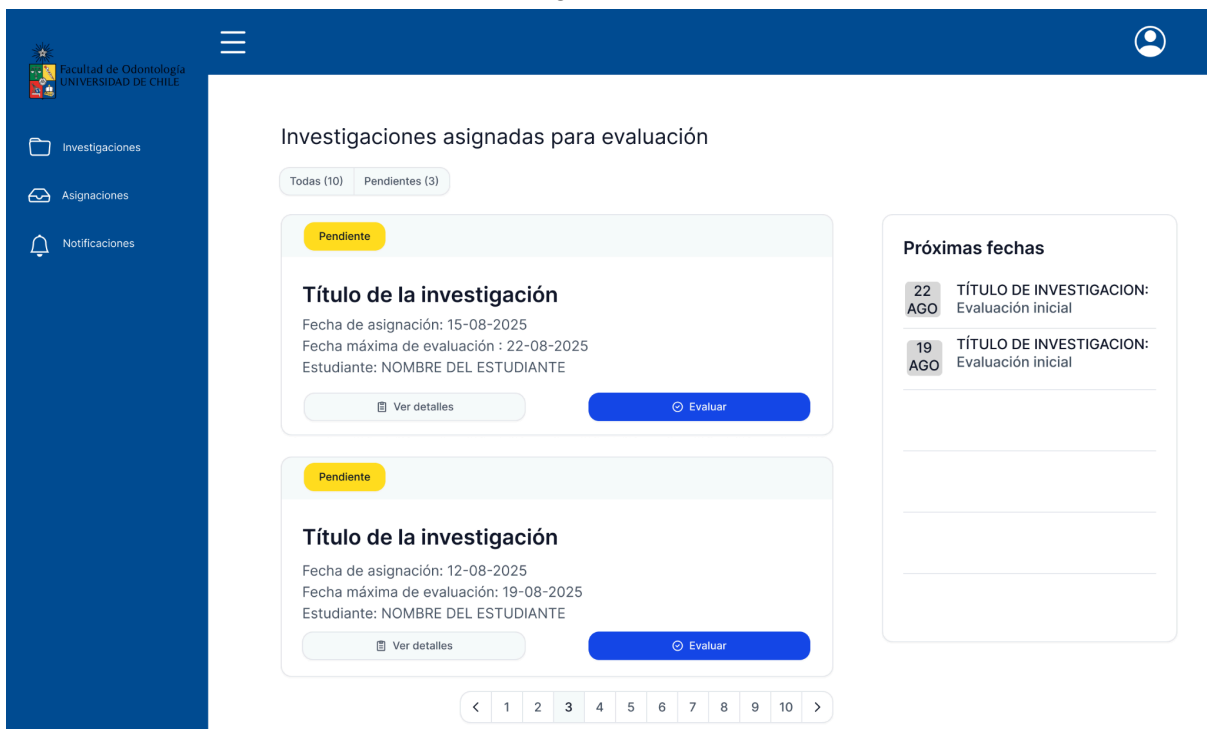 Facultad de Odontología
UNIVERSIDAD DE CHILE
Investigaciones
Asignaciones
Notificaciones
Investigaciones asignadas para evaluación
Todas (10) Pendientes (3)
Pendiente
Título de la investigación
Fecha de asignación: 15-08-2025
Fecha máxima de evaluación : 22-08-2025
Estudiante: NOMBRE DEL ESTUDIANTE
Ver detalles Evaluar
Pendiente
Título de la investigación
Fecha de asignación: 12-08-2025
Fecha máxima de evaluación: 19-08-2025
Estudiante: NOMBRE DEL ESTUDIANTE
Ver detalles Evaluar
1 2 3 4 5 6 7 8 9 10
Próximas fechas
22 AGO
TÍTULO DE INVESTIGACION:
Evaluación inicial
19 AGO
TÍTULO DE INVESTIGACION:
Evaluación inicial